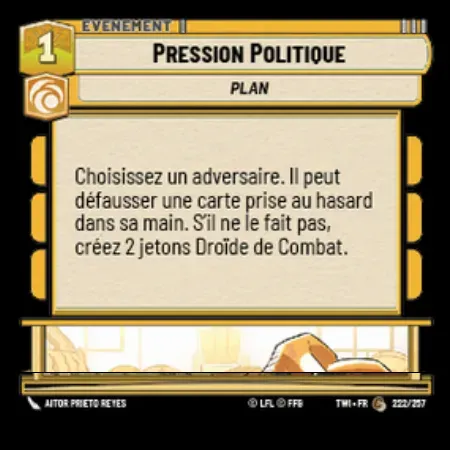 EVENEMENT
1
PRESSION POLITIQUE
PLAN
Choisissez un adversaire. Il peut
défausser une carte prise au hasard
dans sa main. S'il ne le fait pas,
créez 2 jetons Droïde de Combat.
AITOR PRIETO REYES
© LFL © FFG
TWI • FR
222/257